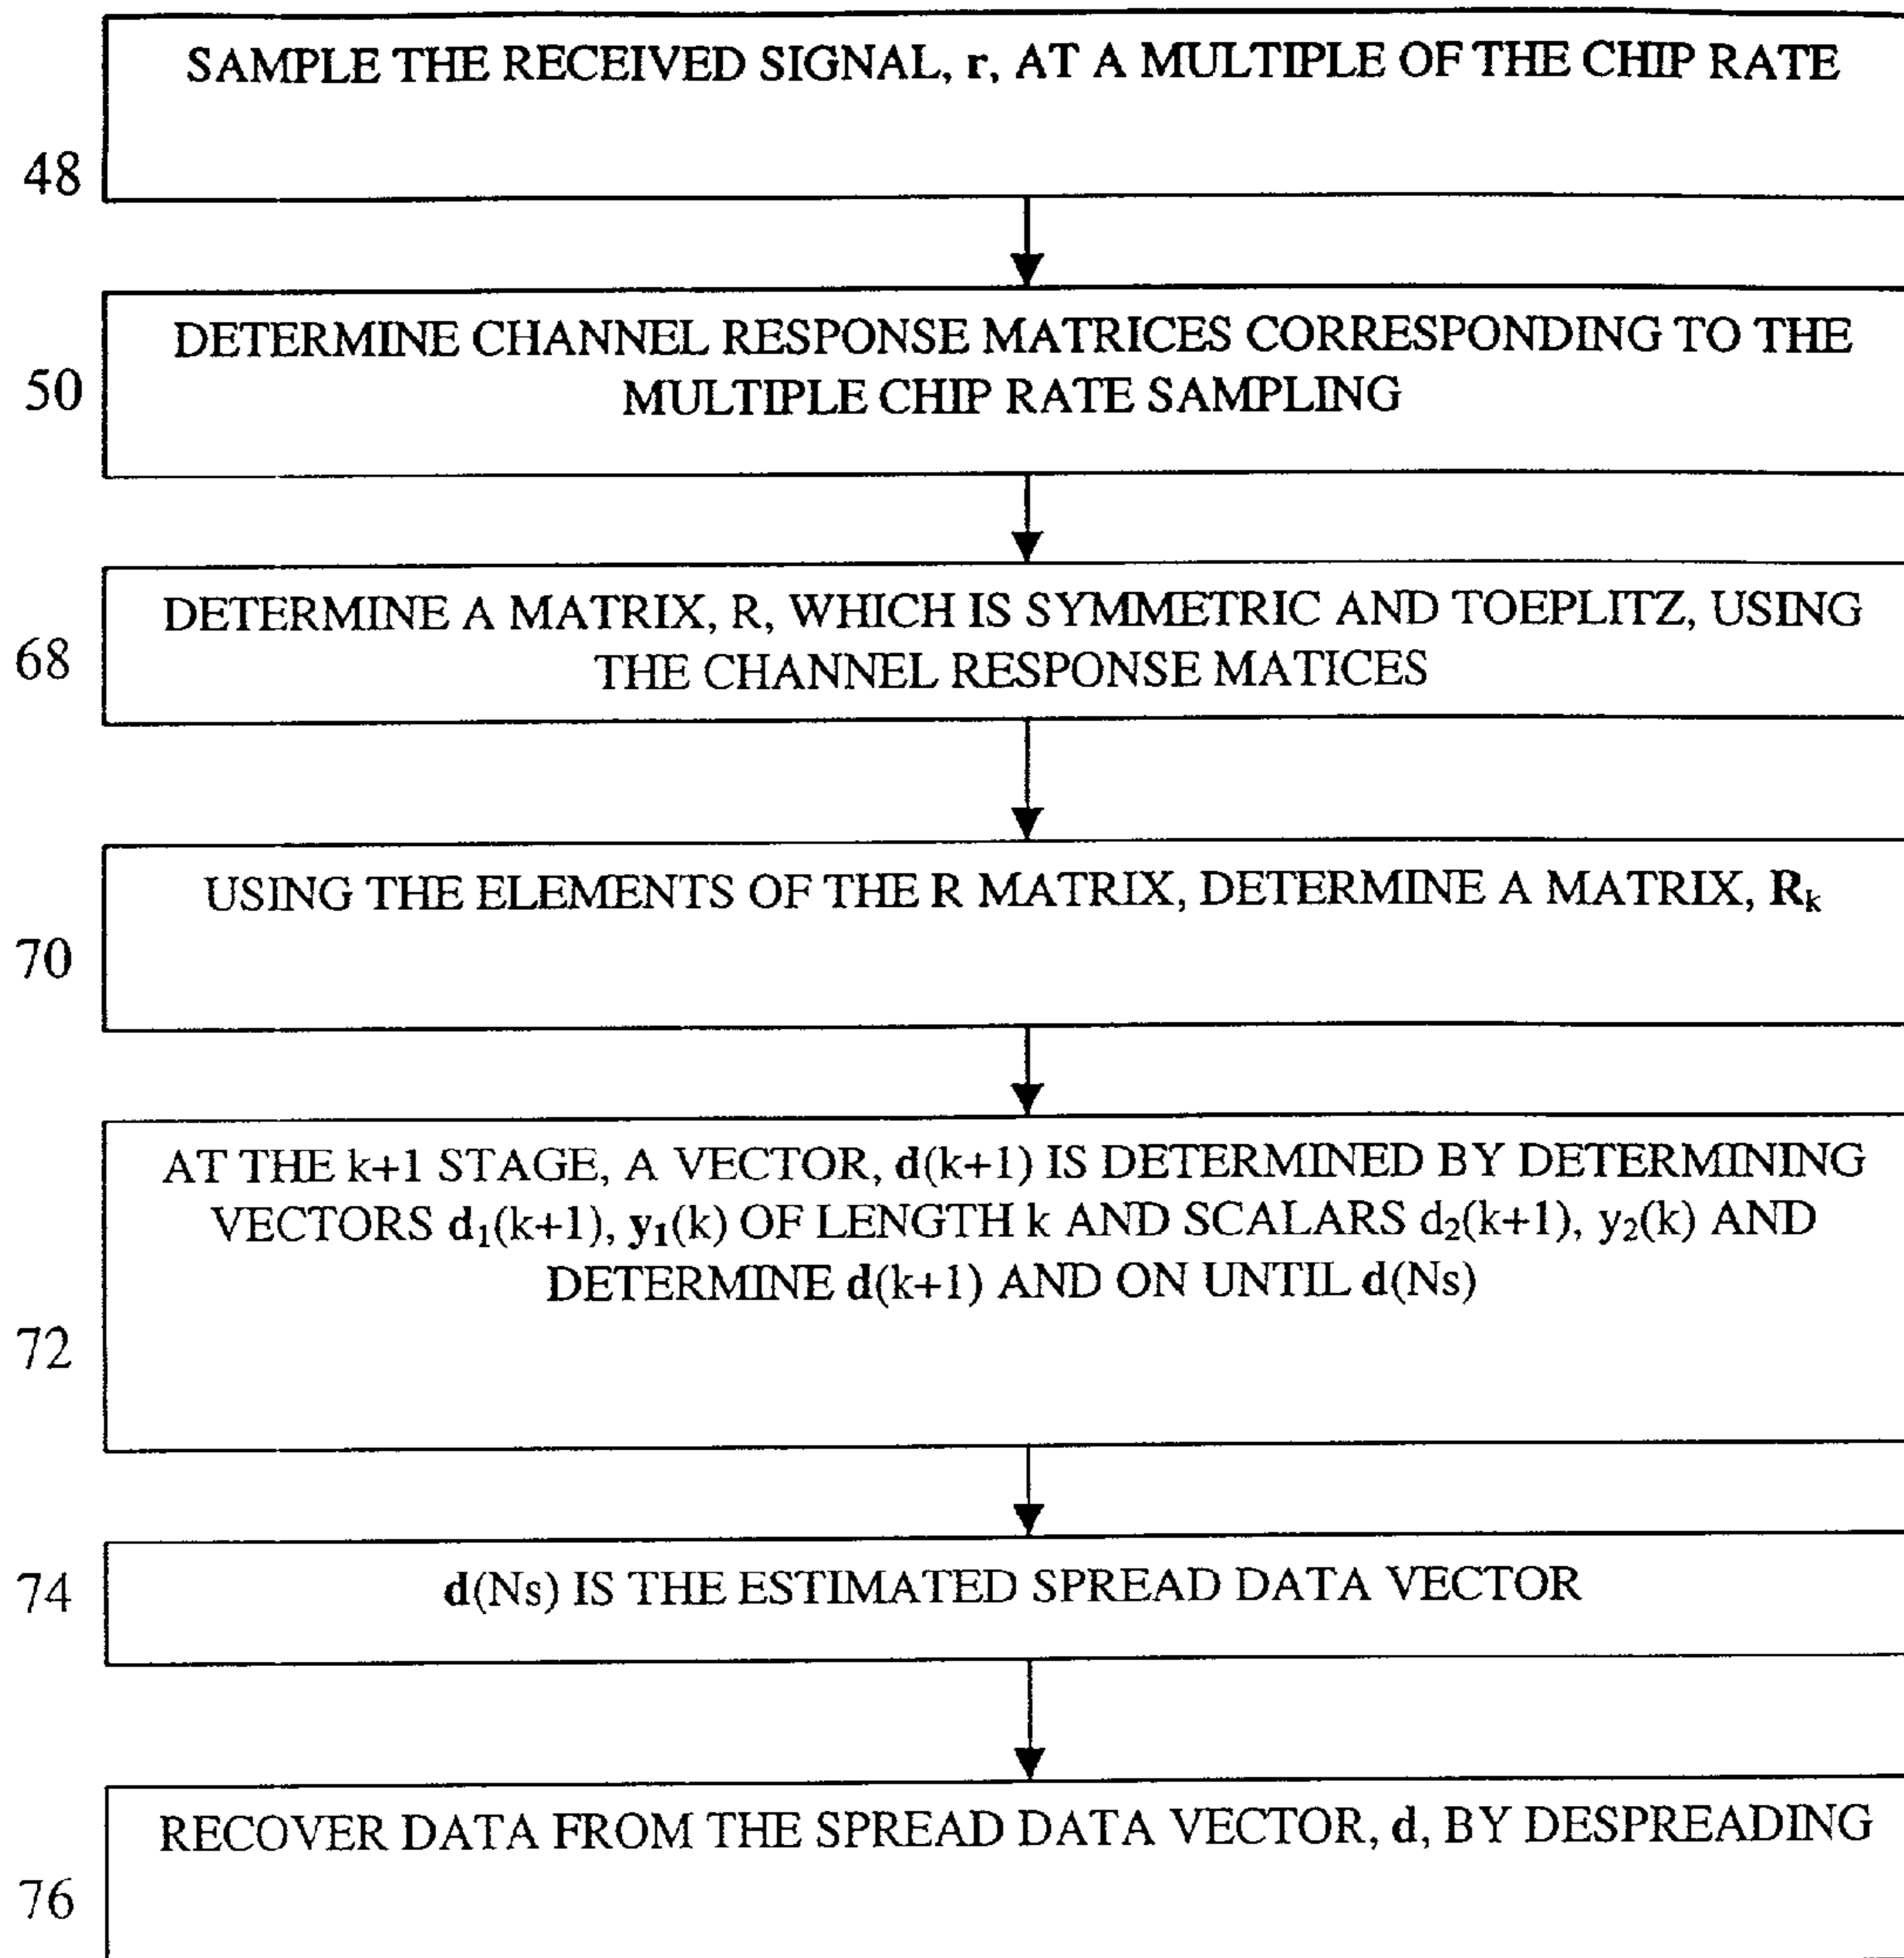 SAMPLE THE RECEIVED SIGNAL, r, AT A MULTIPLE OF THE CHIP RATE
48
DETERMINE CHANNEL RESPONSE MATRICES CORRESPONDING TO THE
MULTIPLE CHIP RATE SAMPLING
50
DETERMINE A MATRIX, R, WHICH IS SYMMETRIC AND TOEPLITZ, USING
THE CHANNEL RESPONSE MATICES
68
USING THE ELEMENTS OF THE R MATRIX, DETERMINE A MATRIX, Rₖ
70
AT THE k+1 STAGE, A VECTOR, d(k+1) IS DETERMINED BY DETERMINING
VECTORS d₁(k+1), y₁(k) OF LENGTH k AND SCALARS d₂(k+1), y₂(k) AND
DETERMINE d(k+1) AND ON UNTIL d(Ns)
72
74
d(Ns) IS THE ESTIMATED SPREAD DATA VECTOR
RECOVER DATA FROM THE SPREAD DATA VECTOR, d, BY DESPREADING
76